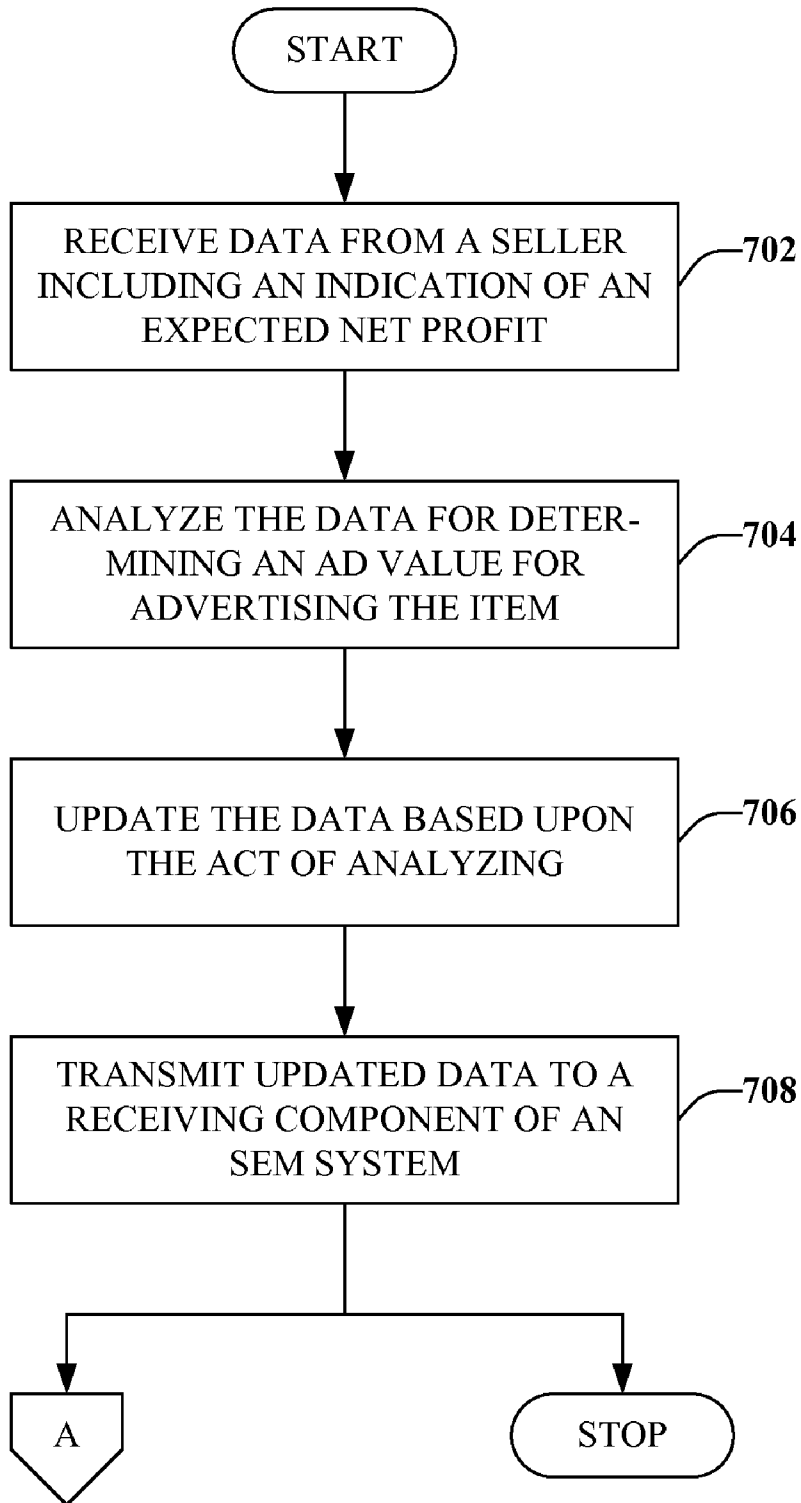 START
RECEIVE DATA FROM A SELLER
INCLUDING AN INDICATION OF AN
EXPECTED NET PROFIT
702
ANALYZE THE DATA FOR DETER-
MINING AN AD VALUE FOR
ADVERTISING THE ITEM
704
UPDATE THE DATA BASED UPON
THE ACT OF ANALYZING
706
TRANSMIT UPDATED DATA TO A
RECEIVING COMPONENT OF AN
SEM SYSTEM
708
A
STOP